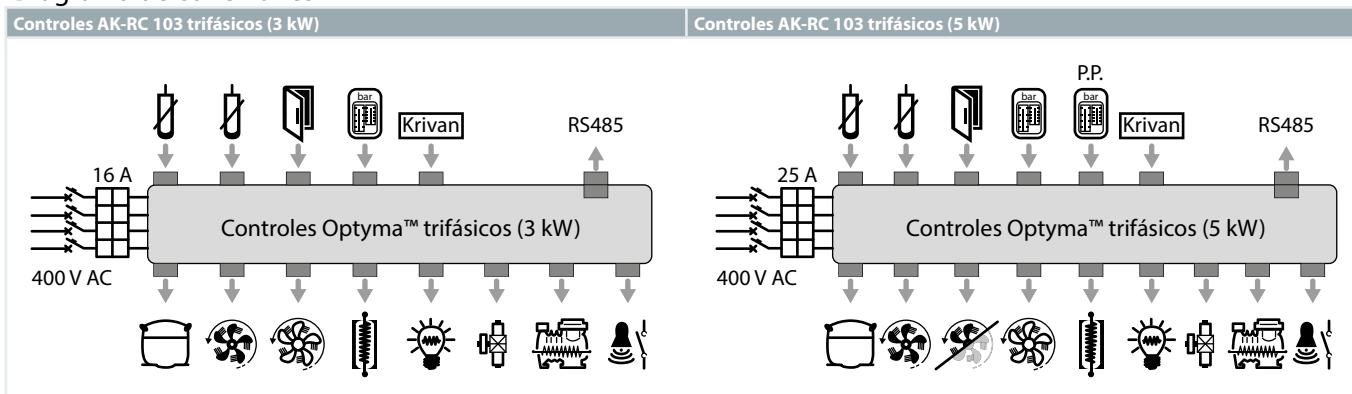 Controles AK-RC 103 trifásicos (3 kW)
bar
Krivan
RS485
16 A
Controles Optyma™ trifásicos (3 kW)
400 V AC
Controles AK-RC 103 trifásicos (5 kW)
P.P.
bar
bar
Krivan
RS485
25 A
Controles Optyma™ trifásicos (5 kW)
400 V AC